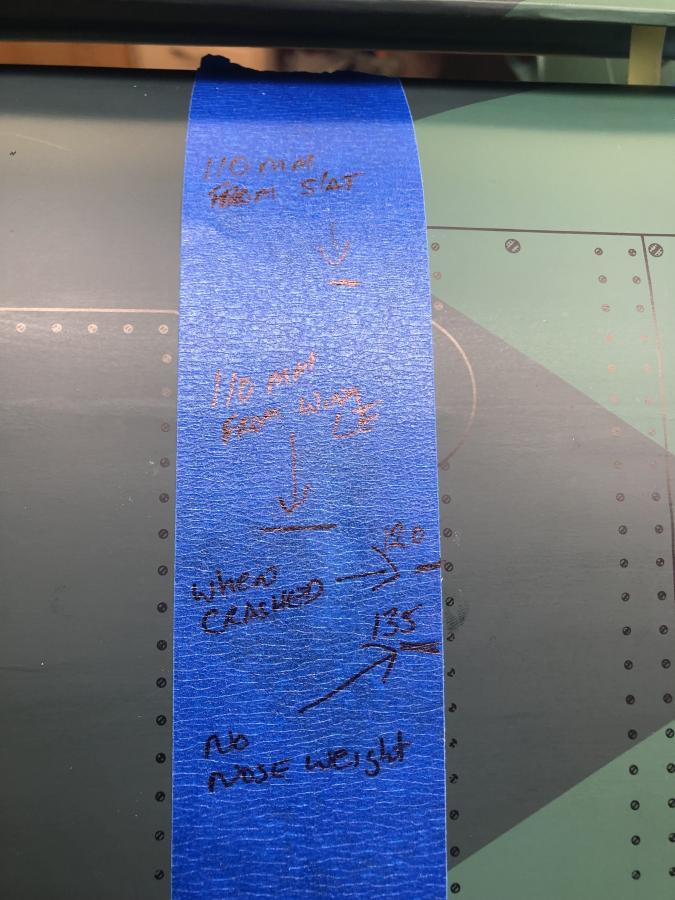 110 MM
FROM SLAT
110 MM
FROM WING
LE
120
WHEN
CRASHED
135
NO
NOSE WEIGHT